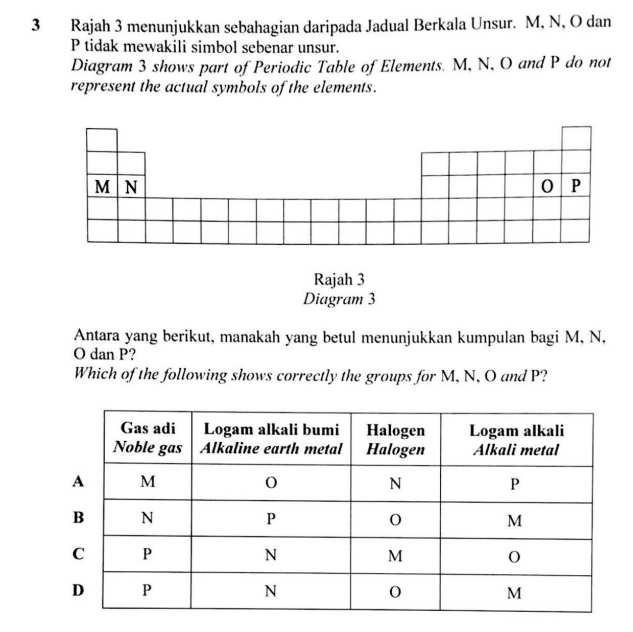 3 Rajah 3 menunjukkan sebahagian daripada Jadual Berkala Unsur. M, N, O dan
P tidak mewakili simbol sebenar unsur.
Diagram 3 shows part of Periodic Table of Elements. M, N, O and P do not
represent the actual symbols of the elements.
M N O P
Rajah 3
Diagram 3
Antara yang berikut, manakah yang betul menunjukkan kumpulan bagi M, N,
O dan P?
Which of the following shows correctly the groups for M, N, O and P?
Gas adi Logam alkali bumi Halogen Logam alkali
Noble gas Alkaline earth metal Halogen Alkali metal
A M O N P
B N P O M
C P N M O
D P N O M